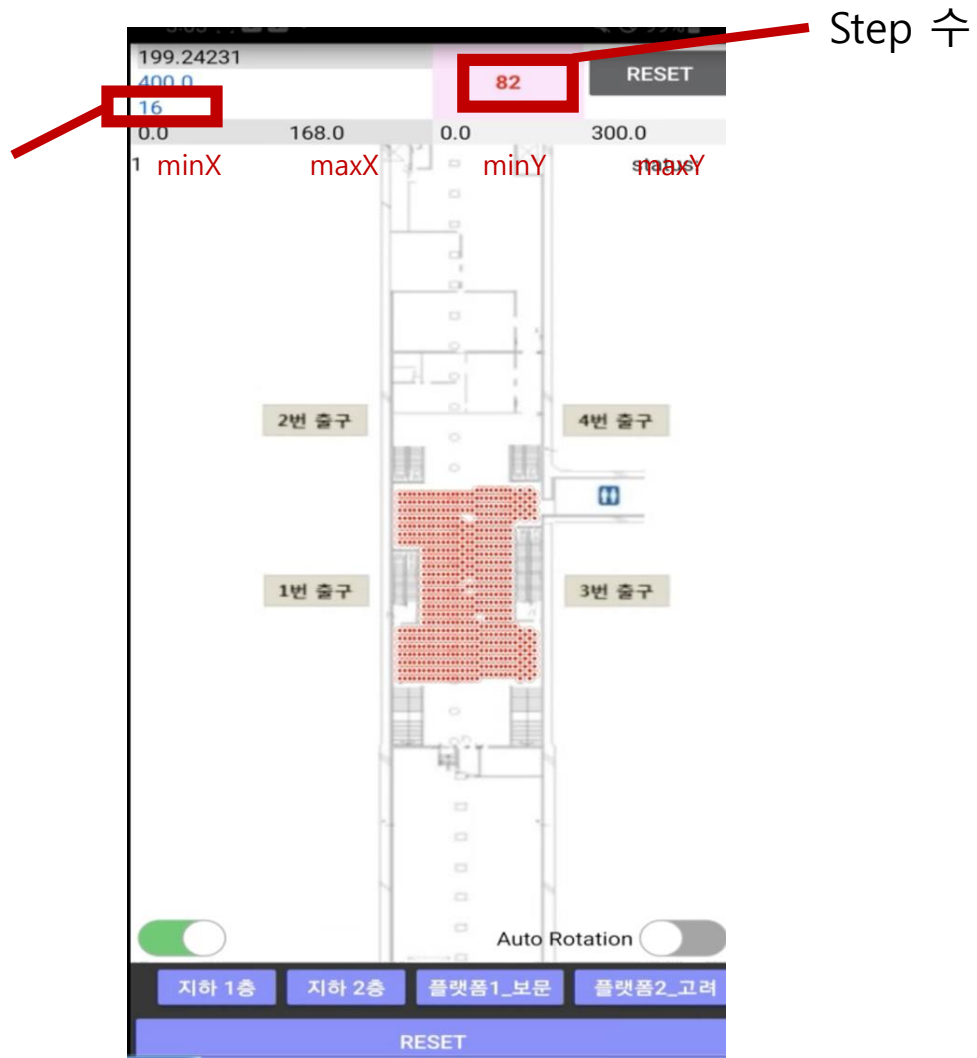 Step 수
199.24231
400.0
16
82
RESET
0.0 168.0 0.0 300.0
1 minX maxX minY maxY
status
2번 출구 4번 출구
1번 출구 3번 출구
Auto Rotation
지하 1층 지하 2층 플랫폼1_보문 플랫폼2_고려
RESET